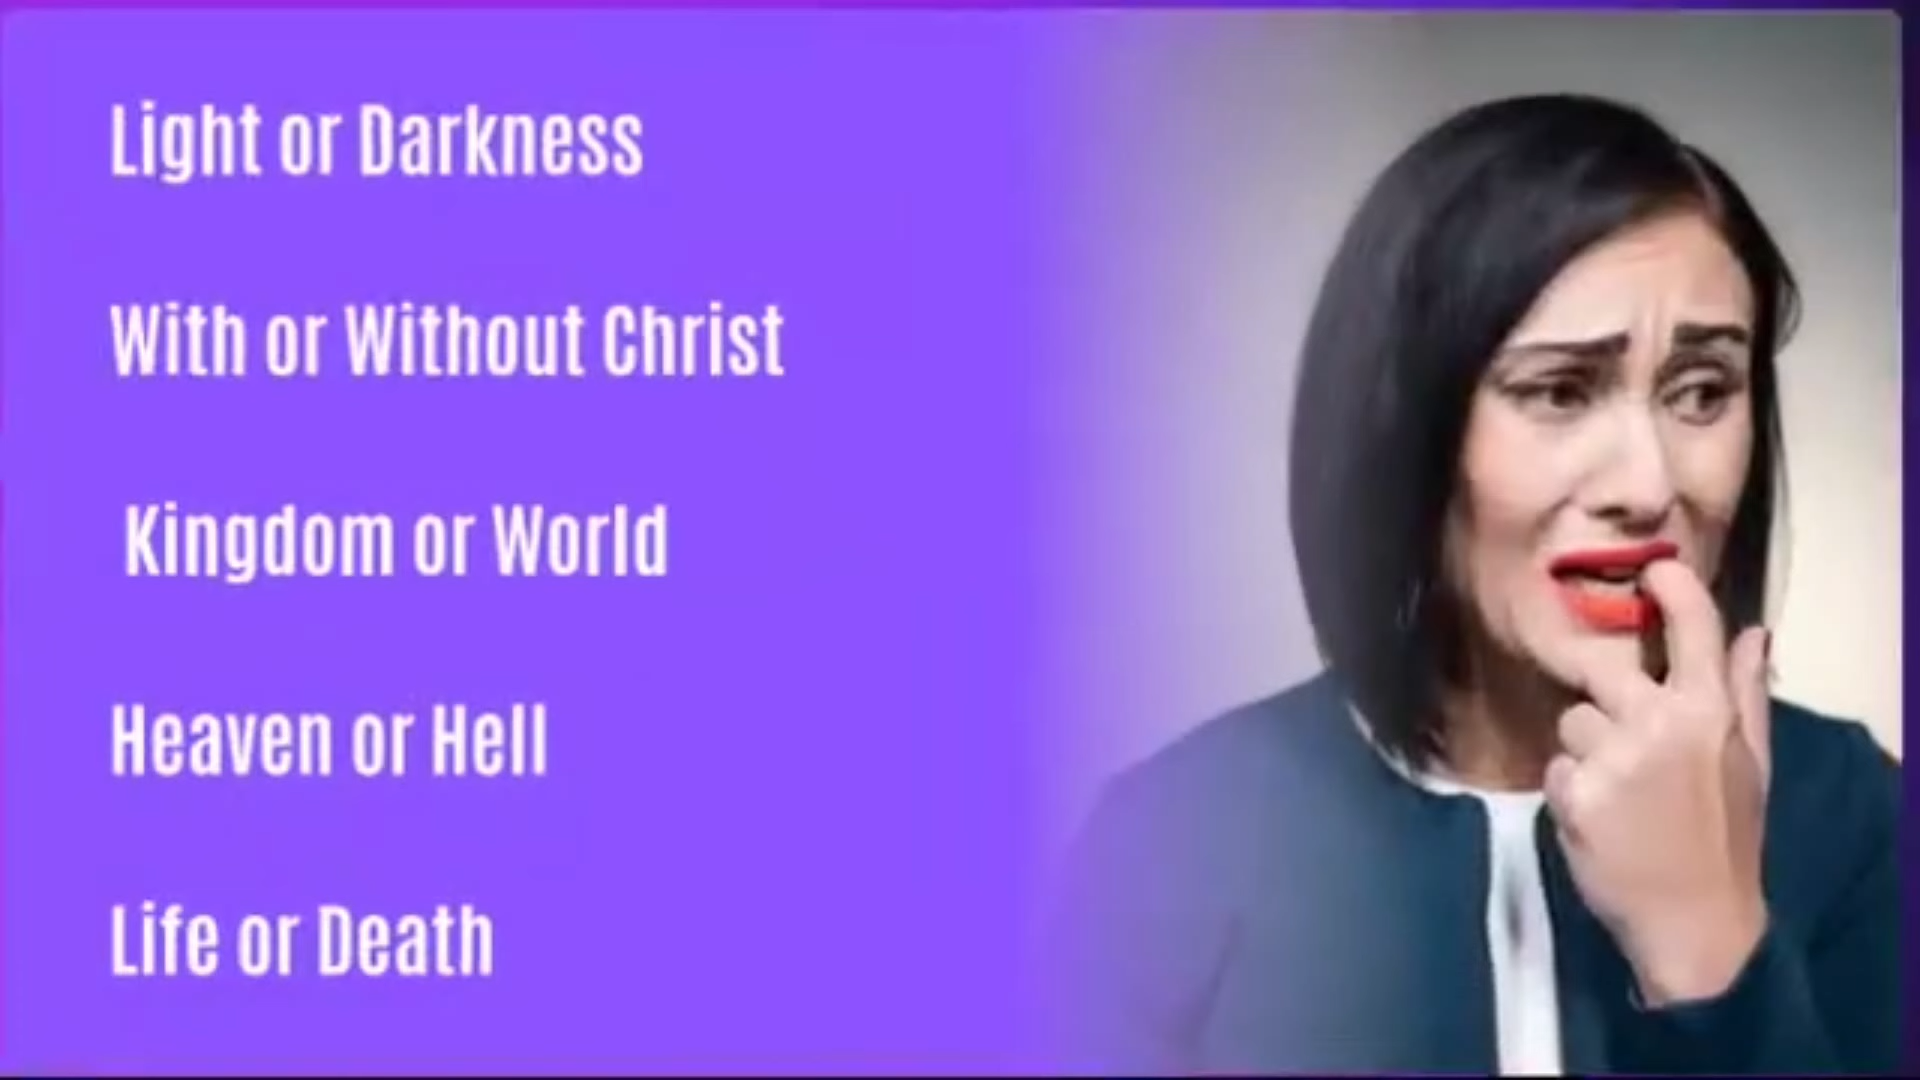 Light or Darkness
With or Without Christ
Kingdom or World
Heaven or Hell
Life or Death